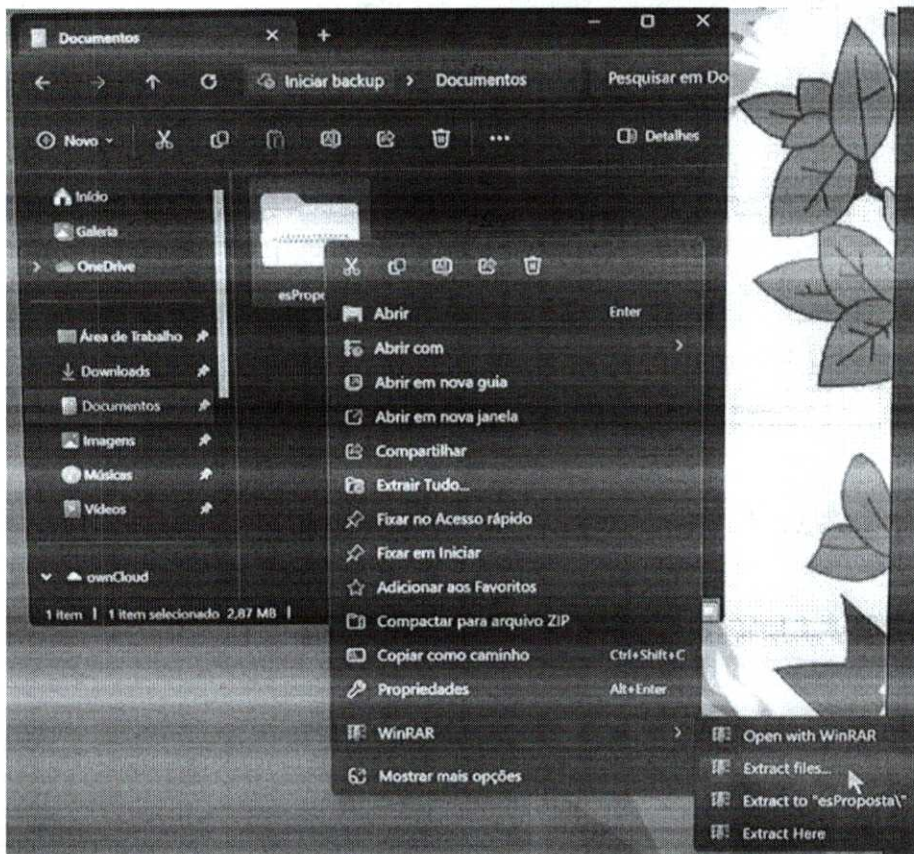 Documentos
Iniciar backup > Documentos Pesquisar em Do
Novo Detalhes
Início
Galeria
OneDrive
Área de Trabalho
Downloads
Documentos
Imagens
Músicas
Vídeos
ownCloud
1 item | 1 item selecionado 2,87 MB |
esPropo
Abrir Enter
Abrir com
Abrir em nova guia
Abrir em nova janela
Compartilhar
Extrair Tudo...
Fixar no Acesso rápido
Fixar em Iniciar
Adicionar aos Favoritos
Compactar para arquivo ZIP
Copiar como caminho Ctrl+Shift+C
Propriedades Alt+Enter
WinRAR
Mostrar mais opções
Open with WinRAR
Extract files...
Extract to "esProposta\"
Extract Here